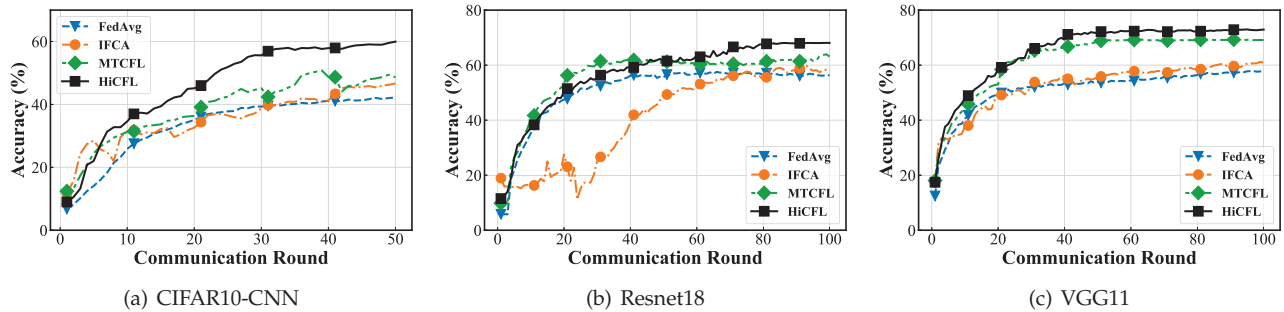 FedAvg
IFCA
MTCFL
HiCFL
Accuracy (%)
0
20
40
60
0
10
20
30
40
50
Communication Round
(a) CIFAR10-CNN
FedAvg
IFCA
MTCFL
HiCFL
Accuracy (%)
0
20
40
60
80
0
20
40
60
80
100
Communication Round
(b) Resnet18
FedAvg
IFCA
MTCFL
HiCFL
Accuracy (%)
0
20
40
60
80
0
20
40
60
80
100
Communication Round
(c) VGG11